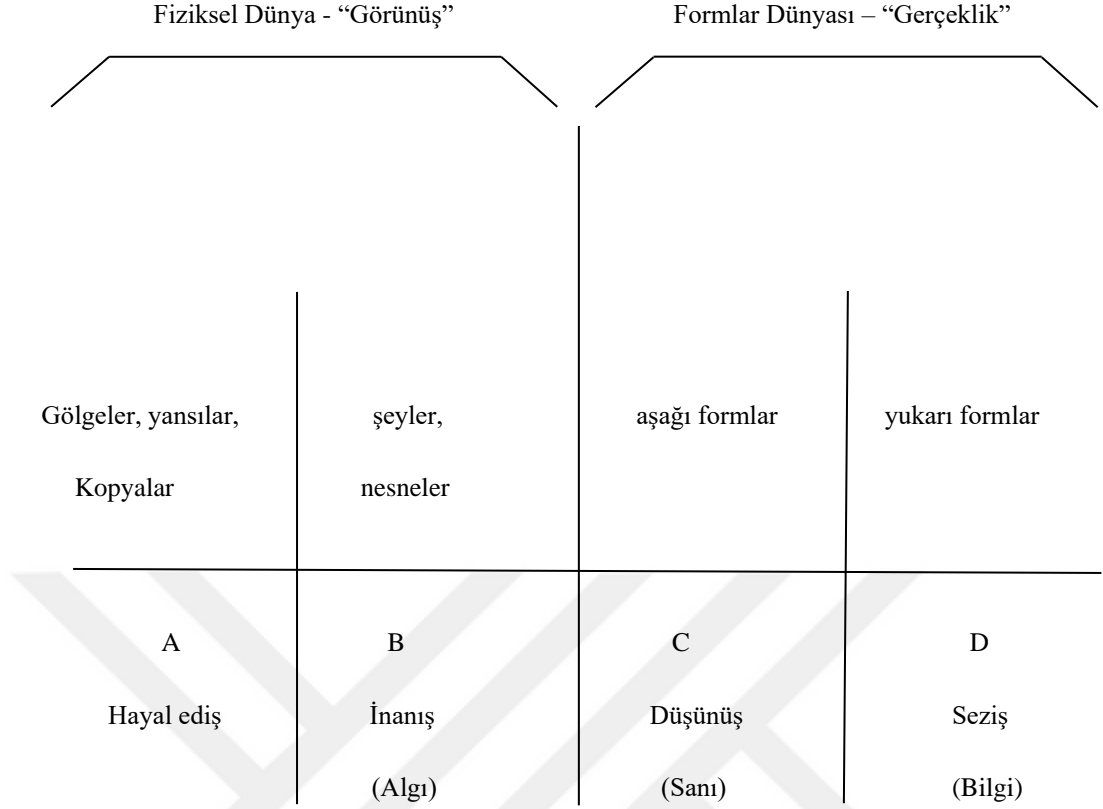 Fiziksel Dünya - “Görünüş” Formlar Dünyası – “Gerçeklik”
Gölgeler, yansılar, şeyler, aşağı formlar yukarı formlar
Kopyalar nesneler
A B C D
Hayal ediş İnanış Düşünüş Seziş
(Algı) (Sanı) (Bilgi)